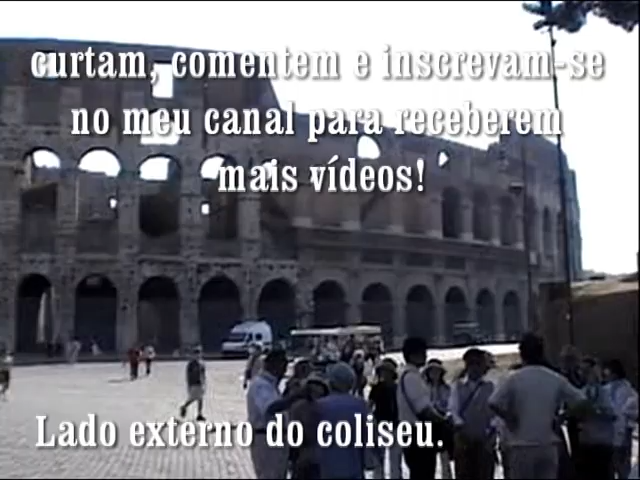 curtam, comentem e inscrevam-se
no meu canal para receberem
mais vídeos!
Lado externo do coliseu.